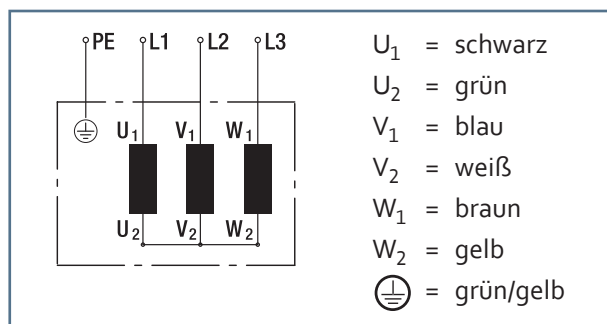 PE L1 L2 L3
U₁ V₁ W₁
U₂ V₂ W₂
U₁ = schwarz
U₂ = grün
V₁ = blau
V₂ = weiß
W₁ = braun
W₂ = gelb
= grün/gelb